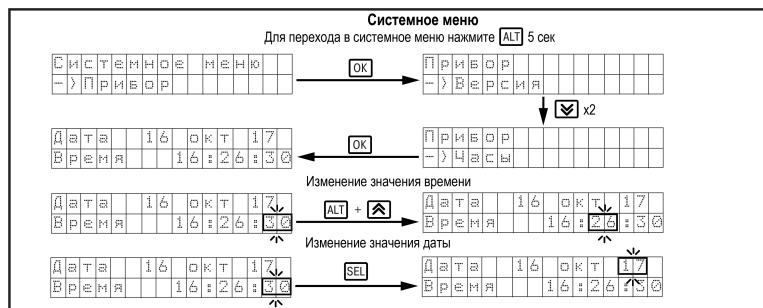 Системное меню
Для перехода в системное меню нажмите ALT 5 сек
Системное меню
->Прибор
OK
Прибор
->Версия
x2
Дата 16 окт 17
Время 16:26:30
OK
Прибор
->Часы
Изменение значения времени
Дата 16 окт 17
Время 16:26:30
ALT +
Дата 16 окт 17
Время 16:26:30
Изменение значения даты
Дата 16 окт 17
Время 16:26:30
SEL
Дата 16 окт 17
Время 16:26:30